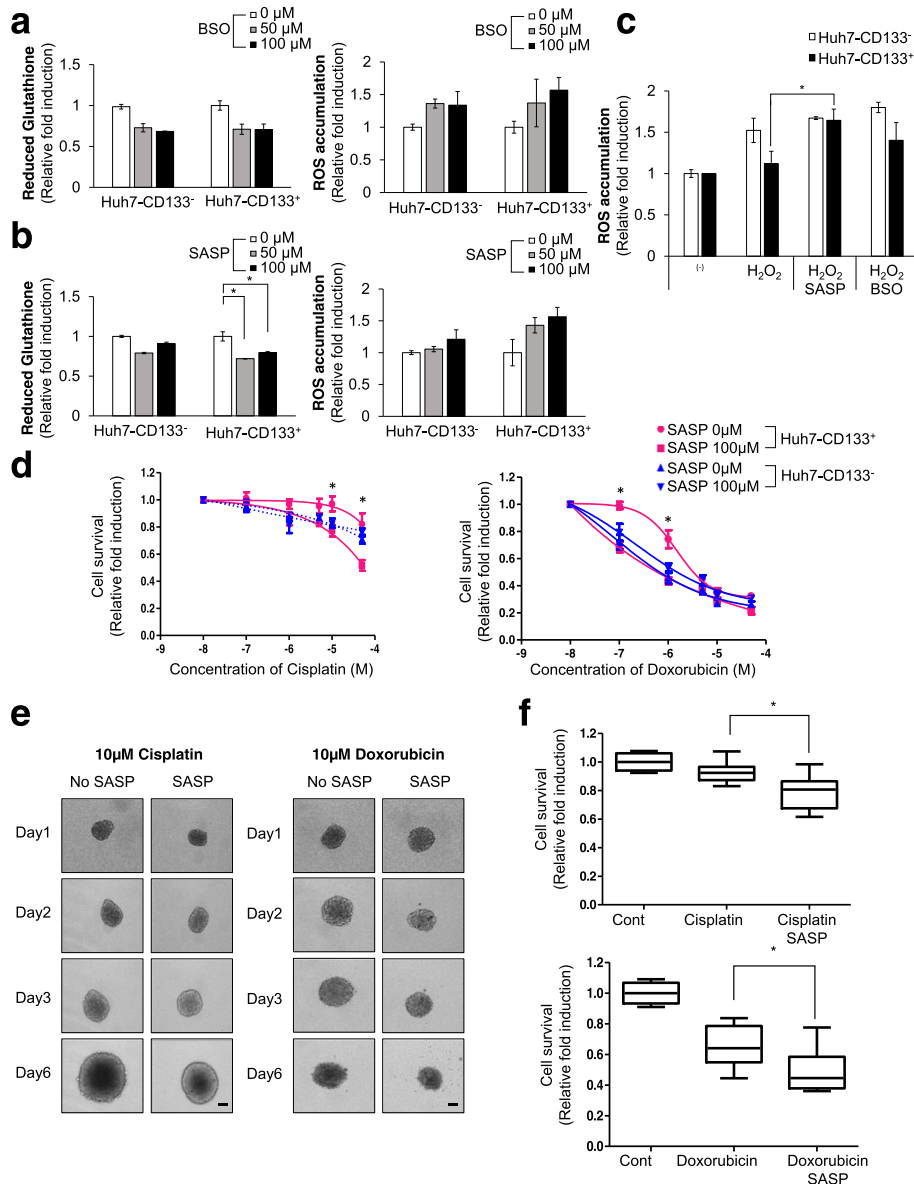 a
BSO
0 µM
50 µM
100 µM
Reduced Glutathione
(Relative fold induction)
1.5
1
0.5
0
Huh7-CD133-
Huh7-CD133+
BSO
0 µM
50 µM
100 µM
ROS accumulation
(Relative fold induction)
2
1.5
1
0.5
0
Huh7-CD133-
Huh7-CD133+
c
Huh7-CD133-
Huh7-CD133+
ROS accumulation
(Relative fold induction)
2
1.5
1
0
*
(-)
H2O2
H2O2
SASP
H2O2
BSO
b
SASP
0 µM
50 µM
100 µM
Reduced Glutathione
(Relative fold induction)
1.5
1
0.5
0
* *
Huh7-CD133-
Huh7-CD133+
SASP
0 µM
50 µM
100 µM
ROS accumulation
(Relative fold induction)
2
1.5
1
0.5
0
Huh7-CD133-
Huh7-CD133+
d
SASP 0µM
SASP 100µM
Huh7-CD133+
SASP 0µM
SASP 100µM
Huh7-CD133-
Cell survival
(Relative fold induction)
1.2
1.0
0.8
0.6
0.4
0.2
0.0
* *
-9 -8 -7 -6 -5 -4
Concentration of Cisplatin (M)
Cell survival
(Relative fold induction)
1.2
1.0
0.8
0.6
0.4
0.2
0.0
* *
-9 -8 -7 -6 -5 -4
Concentration of Doxorubicin (M)
e
10µM Cisplatin
No SASP SASP
Day1
Day2
Day3
Day6
10µM Doxorubicin
No SASP SASP
Day1
Day2
Day3
Day6
f
Cell survival
(Relative fold induction)
1.2
1.2
1.0
0.8
0.6
0.4
0.2
0.0
*
Cont
Cisplatin
Cisplatin
SASP
Cell survival
(Relative fold induction)
1.2
1.0
0.8
0.6
0.4
0.2
0.0
*
Cont
Doxorubicin
Doxorubicin
SASP